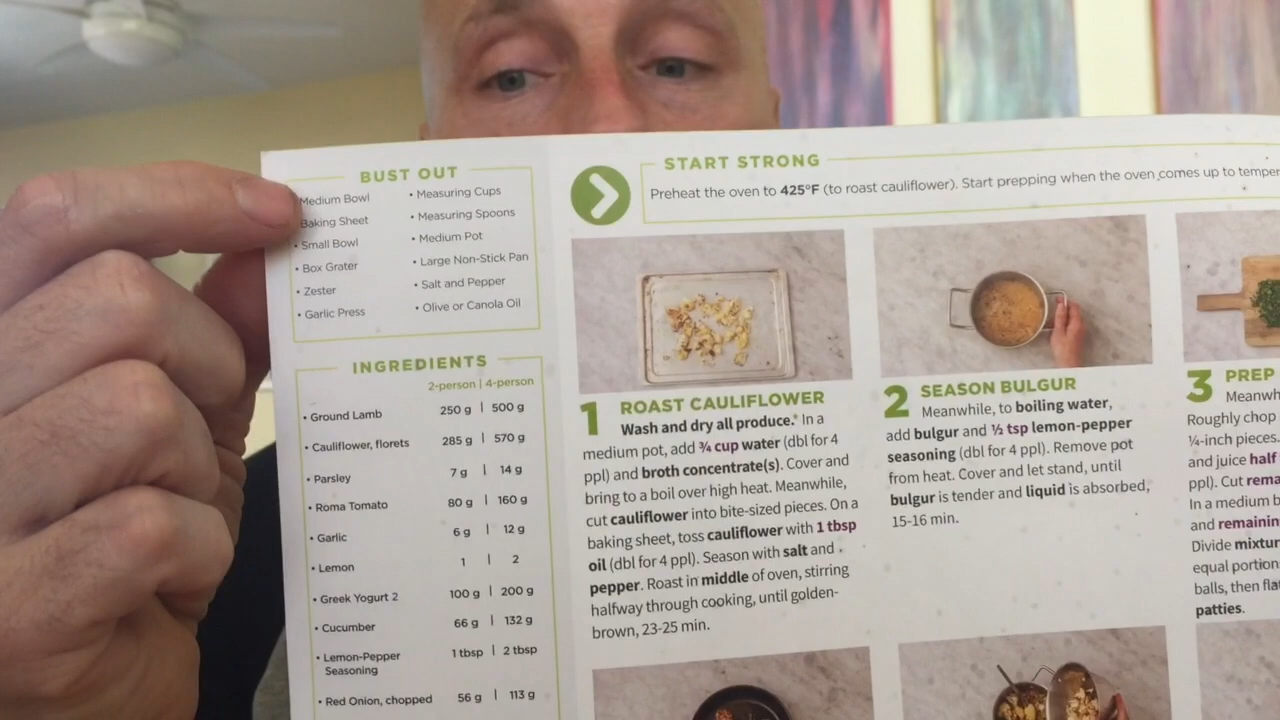 BUST OUT
Medium Bowl
Baking Sheet
• Small Bowl
• Box Grater
• Zester
• Garlic Press
• Measuring Cups
• Measuring Spoons
• Medium Pot
• Large Non-Stick Pan
• Salt and Pepper
• Olive or Canola Oil
INGREDIENTS
2-person | 4-person
• Ground Lamb 250 g | 500 g
• Cauliflower, florets 285 g | 570 g
• Parsley 7 g | 14 g
• Roma Tomato 80 g | 160 g
• Garlic 6 g | 12 g
• Lemon 1 | 2
• Greek Yogurt 2 100 g | 200 g
• Cucumber 66 g | 132 g
• Lemon-Pepper 1 tbsp | 2 tbsp
Seasoning
• Red Onion, chopped 56 g | 113 g
START STRONG
Preheat the oven to 425°F (to roast cauliflower). Start prepping when the oven comes up to temper
1 ROAST CAULIFLOWER
Wash and dry all produce.* In a
medium pot, add ¾ cup water (dbl for 4
ppl) and broth concentrate(s). Cover and
bring to a boil over high heat. Meanwhile,
cut cauliflower into bite-sized pieces. On a
baking sheet, toss cauliflower with 1 tbsp
oil (dbl for 4 ppl). Season with salt and
pepper. Roast in middle of oven, stirring
halfway through cooking, until golden-
brown, 23-25 min.
2 SEASON BULGUR
Meanwhile, to boiling water,
add bulgur and ½ tsp lemon-pepper
seasoning (dbl for 4 ppl). Remove pot
from heat. Cover and let stand, until
bulgur is tender and liquid is absorbed,
15-16 min.
3 PREP
Meanwh
Roughly chop
¼-inch pieces.
and juice half
ppl). Cut rema
In a medium b
and remainin
Divide mixtur
equal portion
balls, then fla
patties.